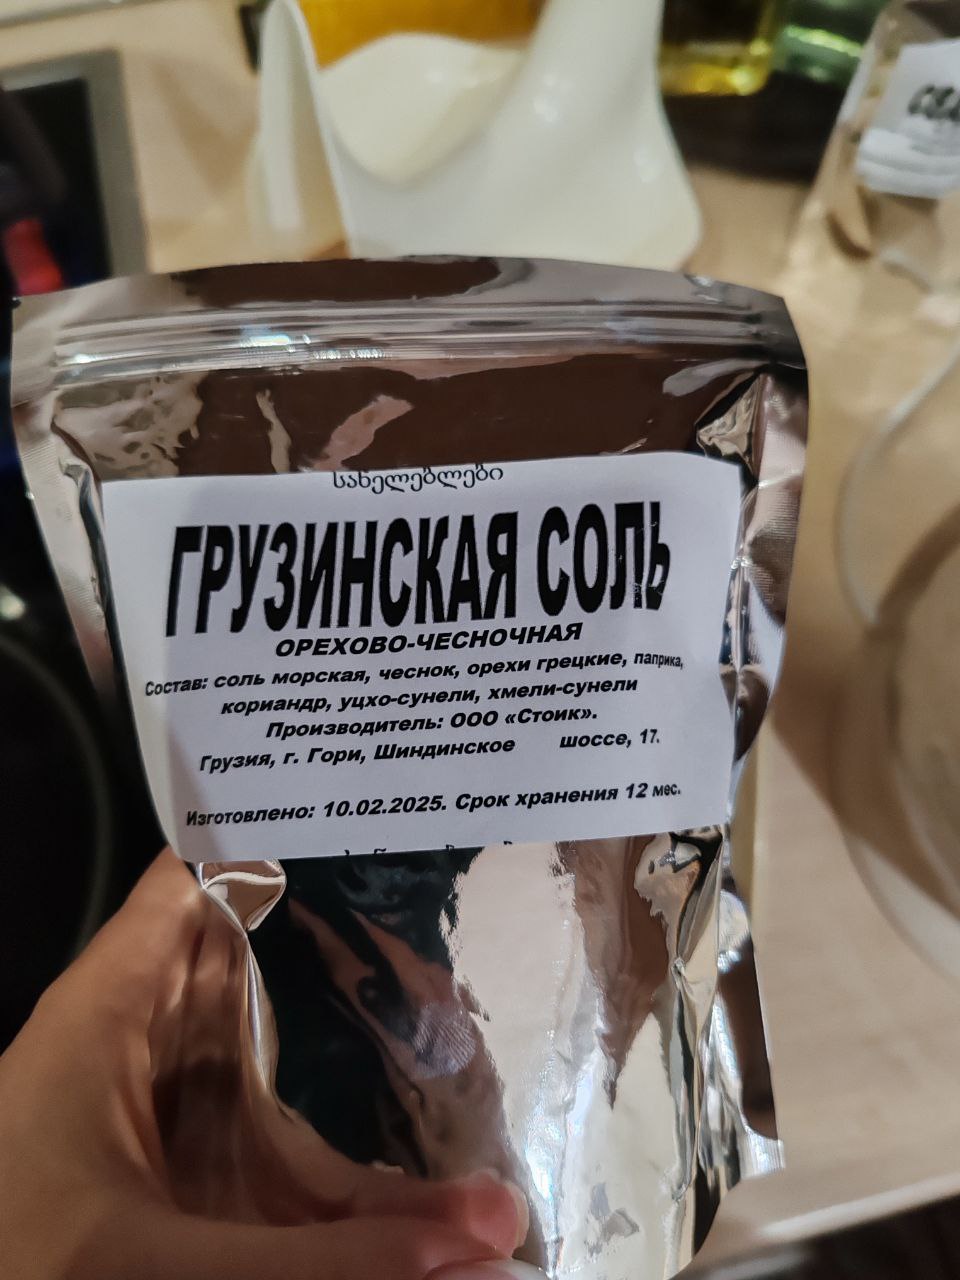 სანელებლები
ГРУЗИНСКАЯ СОЛЬ
ОРЕХОВО-ЧЕСНОЧНАЯ
Состав: соль морская, чеснок, орехи грецкие, паприка,
кориандр, уцхо-сунели, хмели-сунели
Производитель: ООО «Стоик».
Грузия, г. Гори, Шиндинское шоссе, 17.
Изготовлено: 10.02.2025. Срок хранения 12 мес.